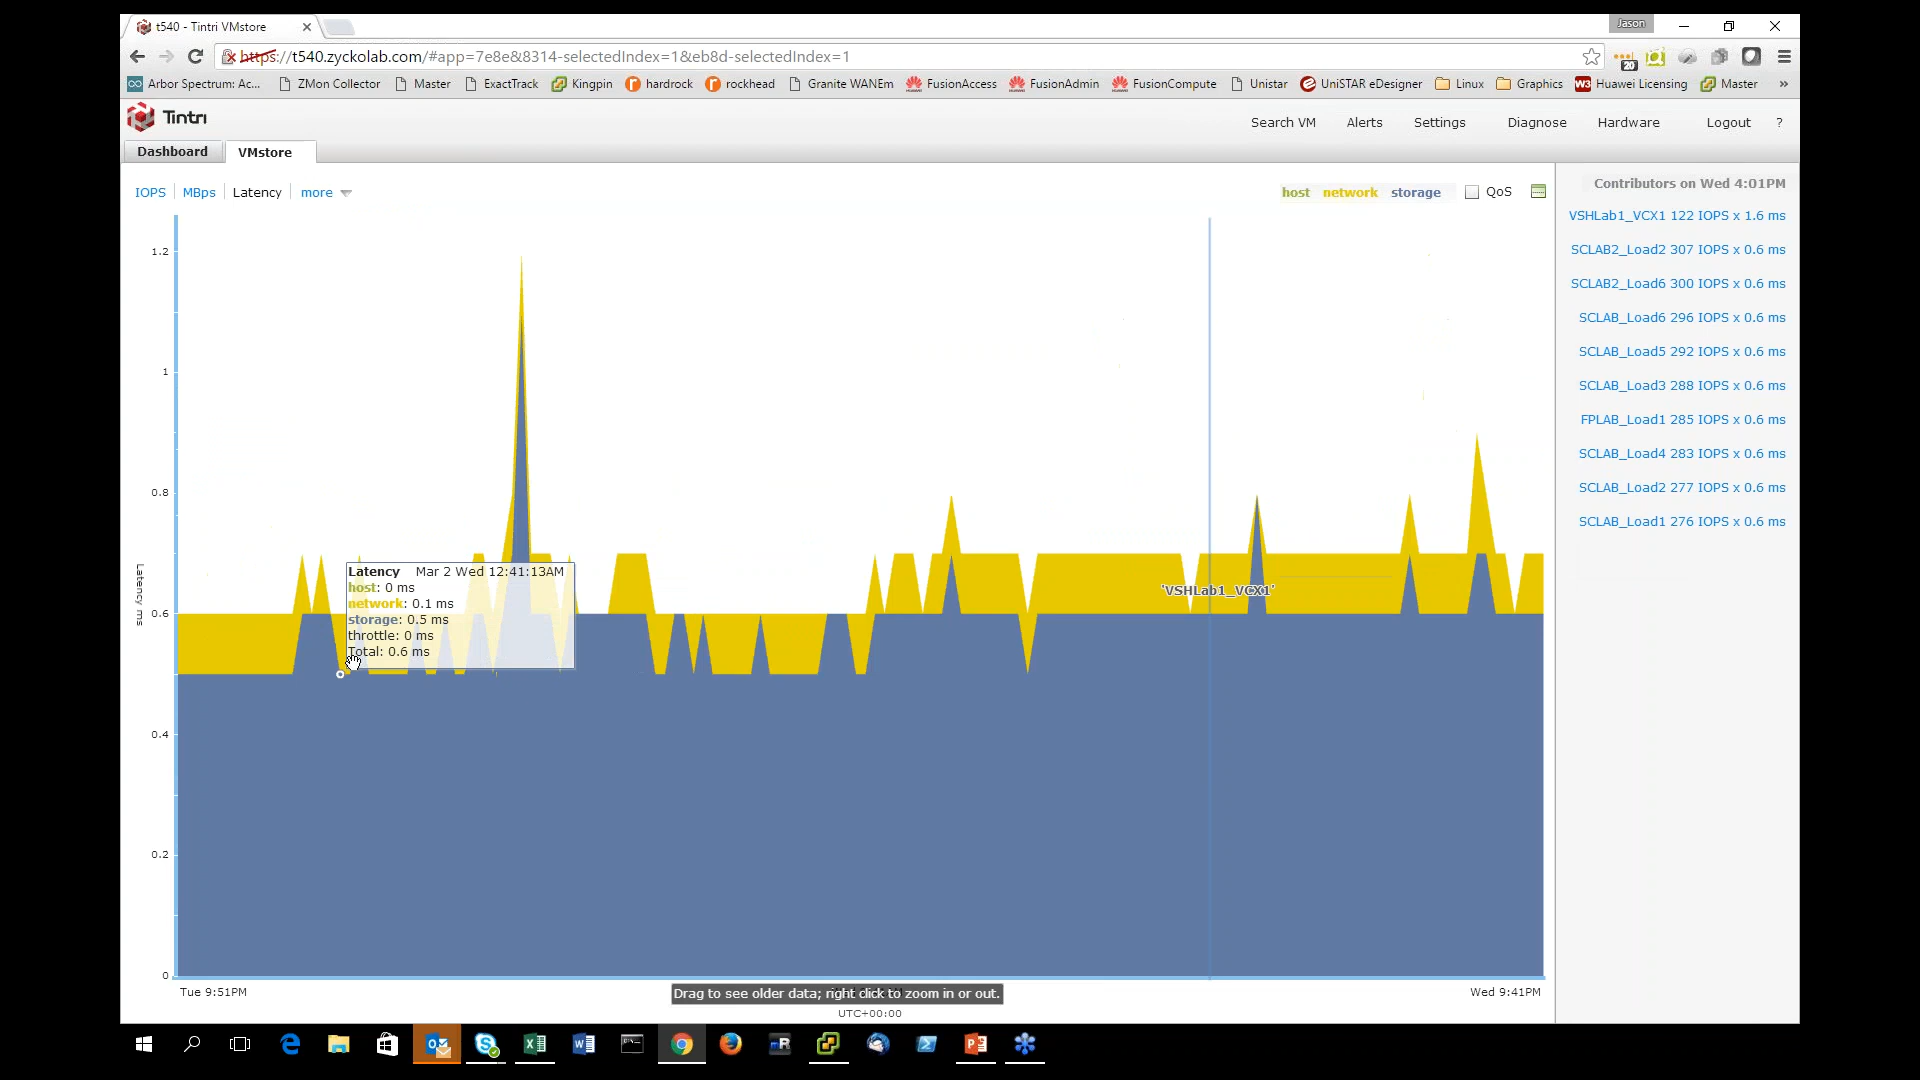 t540 - Tintri VMstore
Jason
https://t540.zyckolab.com/#app=7e8e&8314-selectedIndex=1&eb8d-selectedIndex=1
20
Arbor Spectrum: Ac... ZMon Collector Master ExactTrack Kingpin hardrock rockhead Granite WANEm FusionAccess FusionAdmin FusionCompute Unistar UniSTAR eDesigner Linux Graphics Huawei Licensing Master »
Tintri
Search VM Alerts Settings Diagnose Hardware Logout ?
Dashboard VMstore
IOPS MBps Latency more
host network storage QoS
Contributors on Wed 4:01PM
VSHLab1_VCX1 122 IOPS x 1.6 ms
SCLAB2_Load2 307 IOPS x 0.6 ms
SCLAB2_Load6 300 IOPS x 0.6 ms
SCLAB_Load6 296 IOPS x 0.6 ms
SCLAB_Load5 292 IOPS x 0.6 ms
SCLAB_Load3 288 IOPS x 0.6 ms
FPLAB_Load1 285 IOPS x 0.6 ms
SCLAB_Load4 283 IOPS x 0.6 ms
SCLAB_Load2 277 IOPS x 0.6 ms
SCLAB_Load1 276 IOPS x 0.6 ms
1.2
1
0.8
0.6
0.4
0.2
0
Latency ms
Latency Mar 2 Wed 12:41:13AM
host: 0 ms
network: 0.1 ms
storage: 0.5 ms
throttle: 0 ms
Total: 0.6 ms
'VSHLab1_VCX1'
Tue 9:51PM
Drag to see older data; right click to zoom in or out.
Wed 9:41PM
UTC+00:00